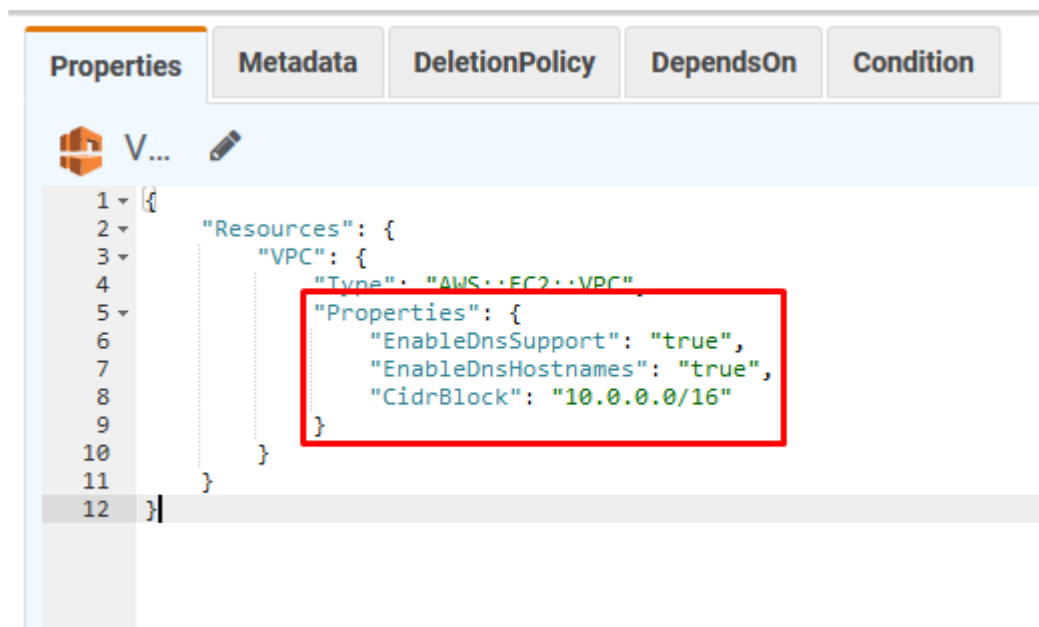 Properties Metadata DeletionPolicy DependsOn Condition
V...
1 {
2 "Resources": {
3 "VPC": {
4 "Type": "AWS::EC2::VPC",
5 "Properties": {
6 "EnableDnsSupport": "true",
7 "EnableDnsHostnames": "true",
8 "CidrBlock": "10.0.0.0/16"
9 }
10 }
11 }
12 }